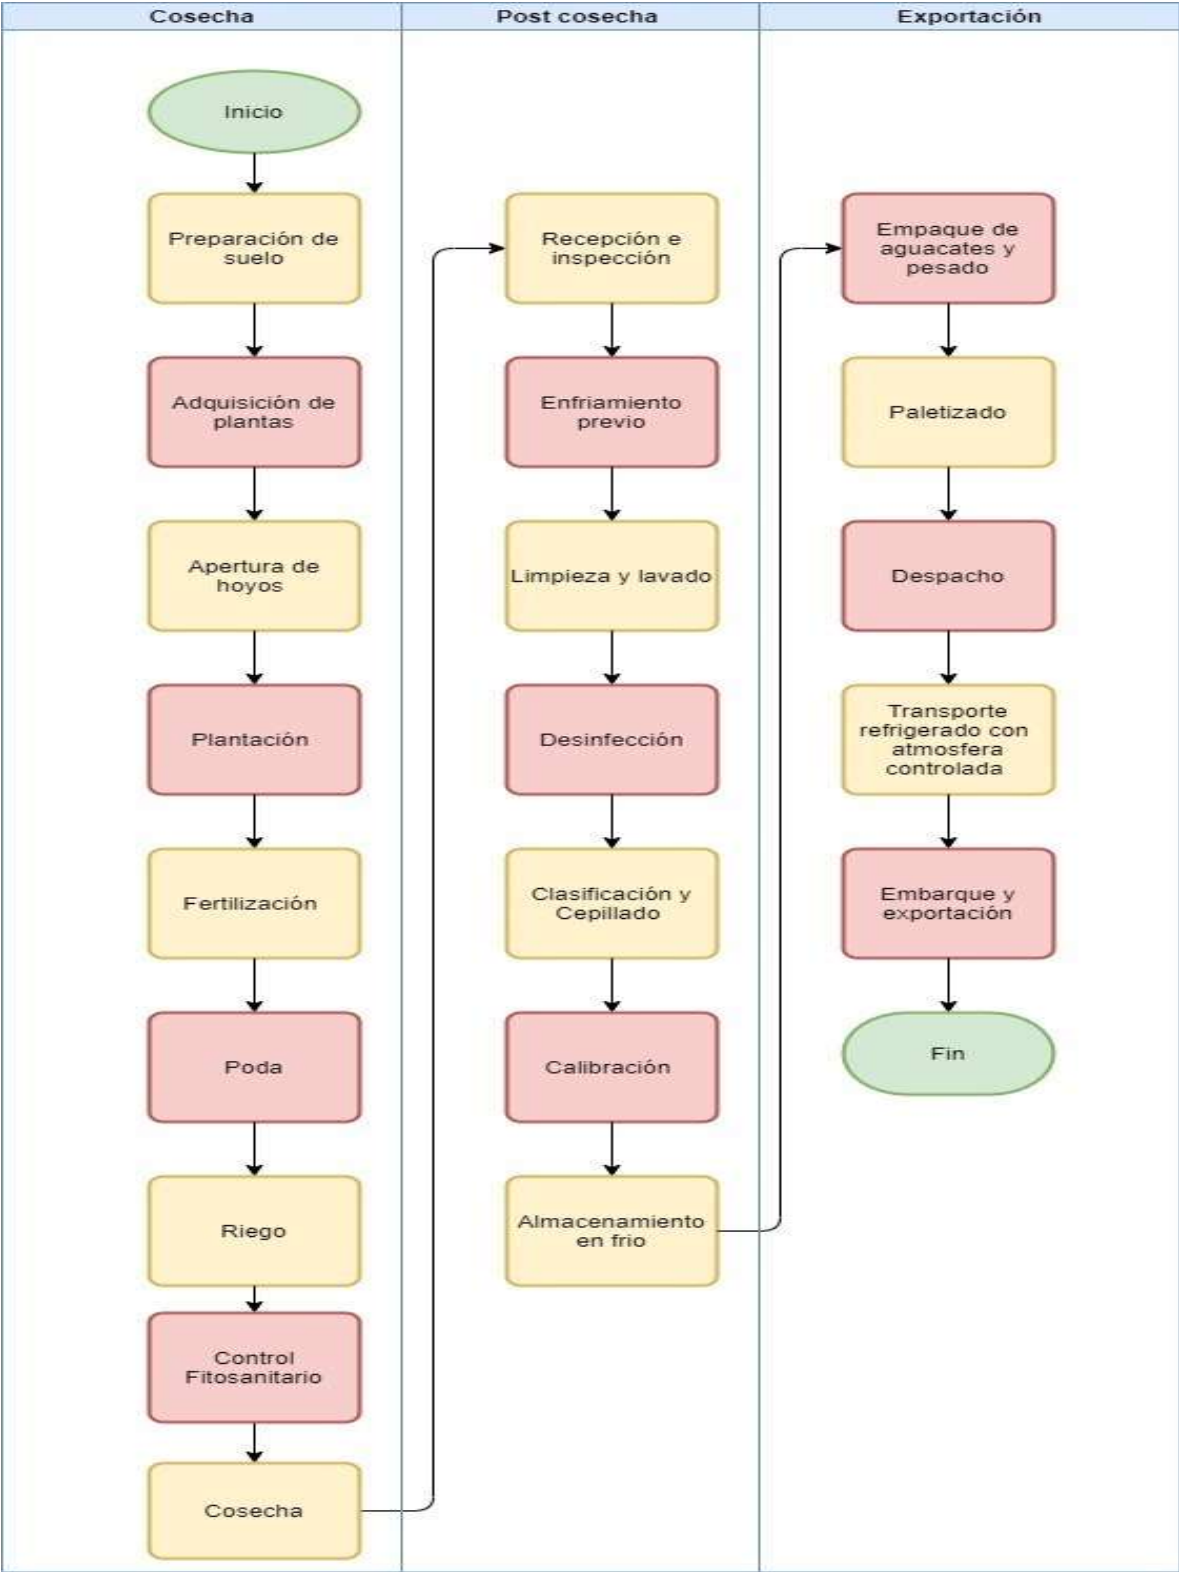 Cosecha
Post cosecha
Exportación
Inicio
Preparación de
suelo
Adquisición de
plantas
Apertura de
hoyos
Plantación
Fertilización
Poda
Riego
Control
Fitosanitario
Cosecha
Recepción e
inspección
Enfriamiento
previo
Limpieza y lavado
Desinfección
Clasificación y
Cepillado
Calibración
Almacenamiento
en frio
Empaque de
aguacates y
pesado
Paletizado
Despacho
Transporte
refrigerado con
atmosfera
controlada
Embarque y
exportación
Fin